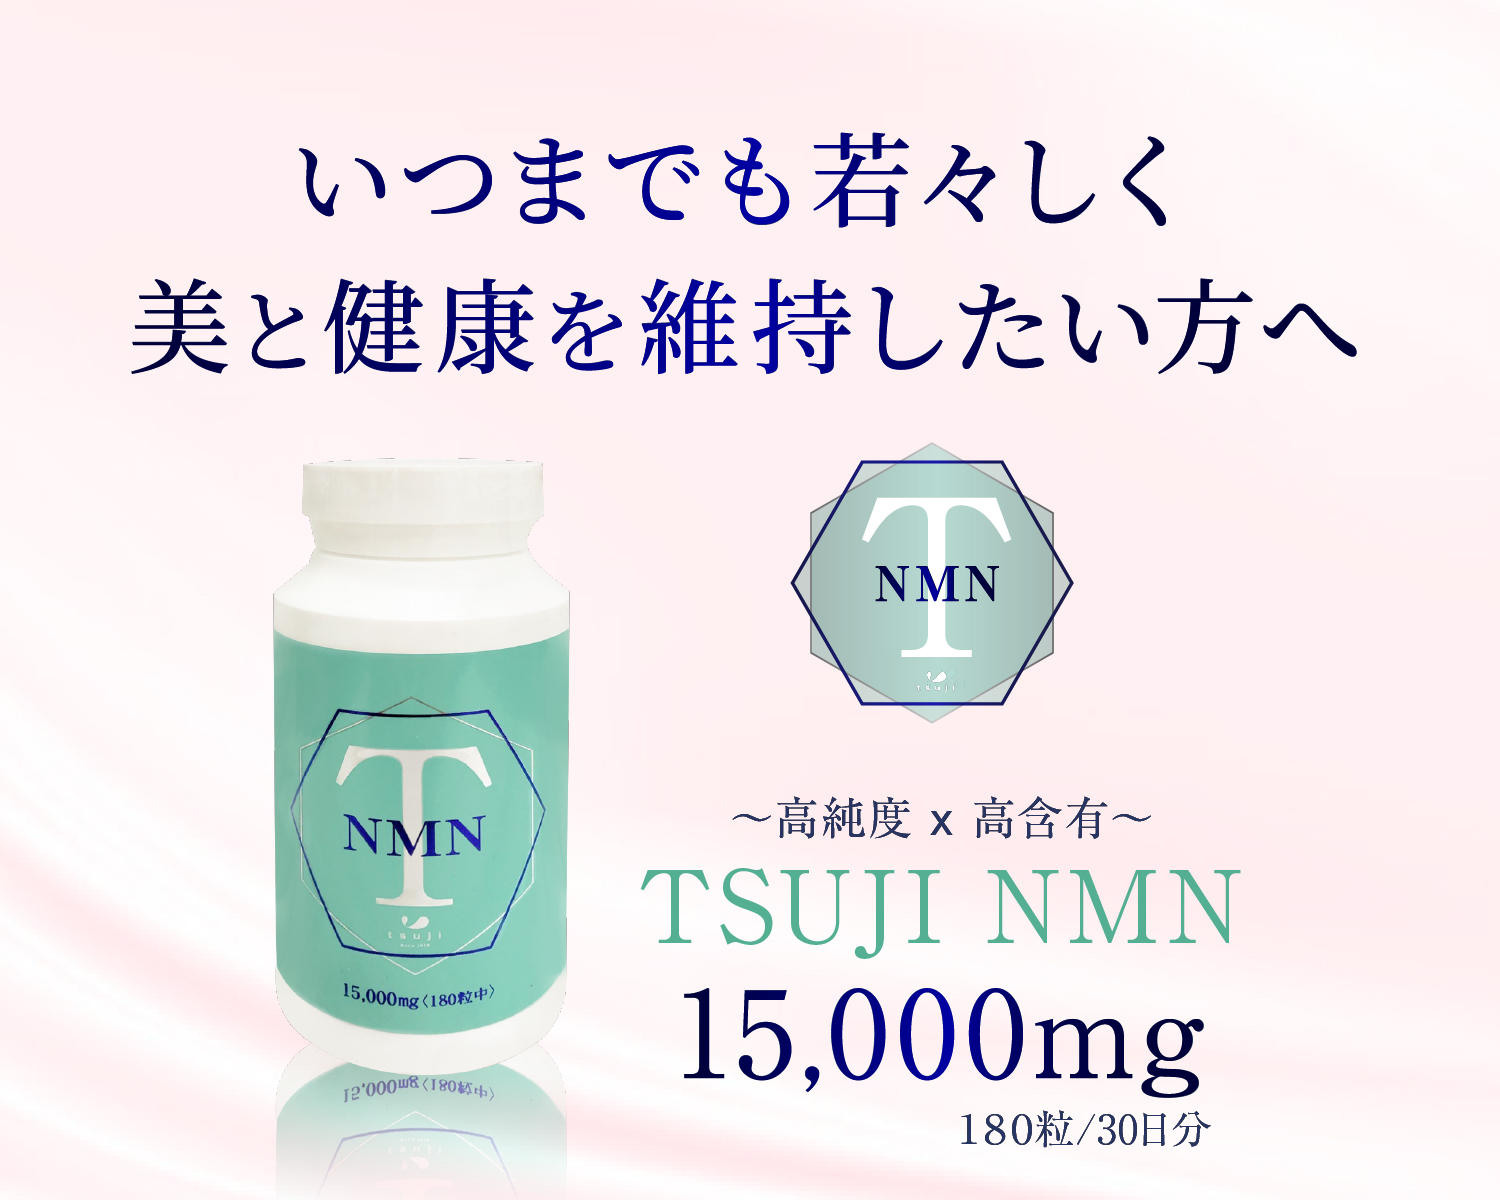 いつまでも若々しく
美と健康を維持したい方へ
T
NMN
tsuji
～高純度 x 高含有～
TSUJI NMN
15,000mg
180粒/30日分
T
NMN
tsuji
15,000mg〈180粒中〉